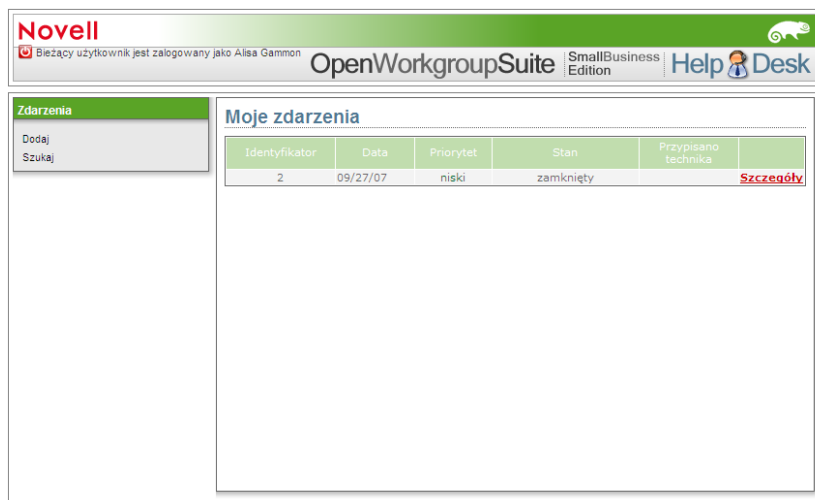 Novell
Bieżący użytkownik jest zalogowany jako Alisa Gammon
OpenWorkgroupSuite SmallBusiness Edition Help Desk
Zdarzenia
Dodaj
Szukaj
Moje zdarzenia
Identyfikator Data Priorytet Stan Przypisano technika
2 09/27/07 niski zamknięty Szczegóły